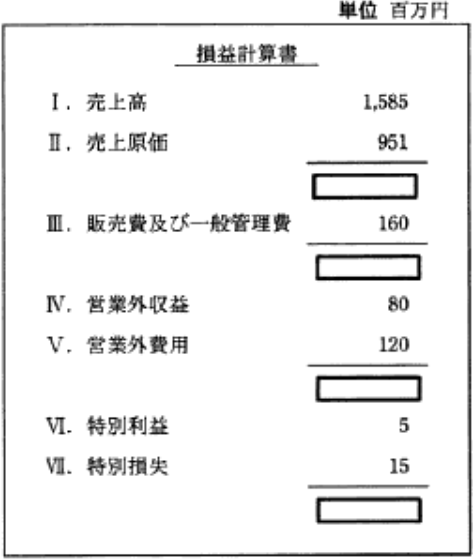 単位 百万円
損益計算書
Ⅰ. 売上高 1,585
Ⅱ. 売上原価 951
Ⅲ. 販売費及び一般管理費 160
Ⅳ. 営業外収益 80
Ⅴ. 営業外費用 120
Ⅵ. 特別利益 5
Ⅶ. 特別損失 15